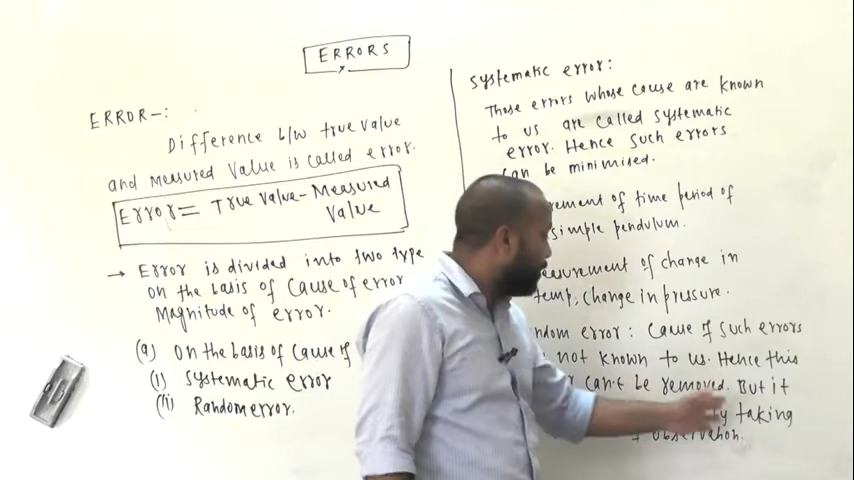 ERRORS
ERROR-:
Difference b/w true value
and measured value is called error.
Error = True value - Measured
Value
→ Error is divided into two type
on the basis of cause of error
Magnitude of error.
(a) on the basis of cause of
(i) systematic error
(ii) Random error.
systematic error:
Those errors whose cause are known
to us are called systematic
error. Hence such errors
can be minimised.
of time period of
simple pendulum.
of change in
temp, change in pressure.
error: Cause of such errors
not known to us. Hence this
can't be removed. But it
by taking
observation.